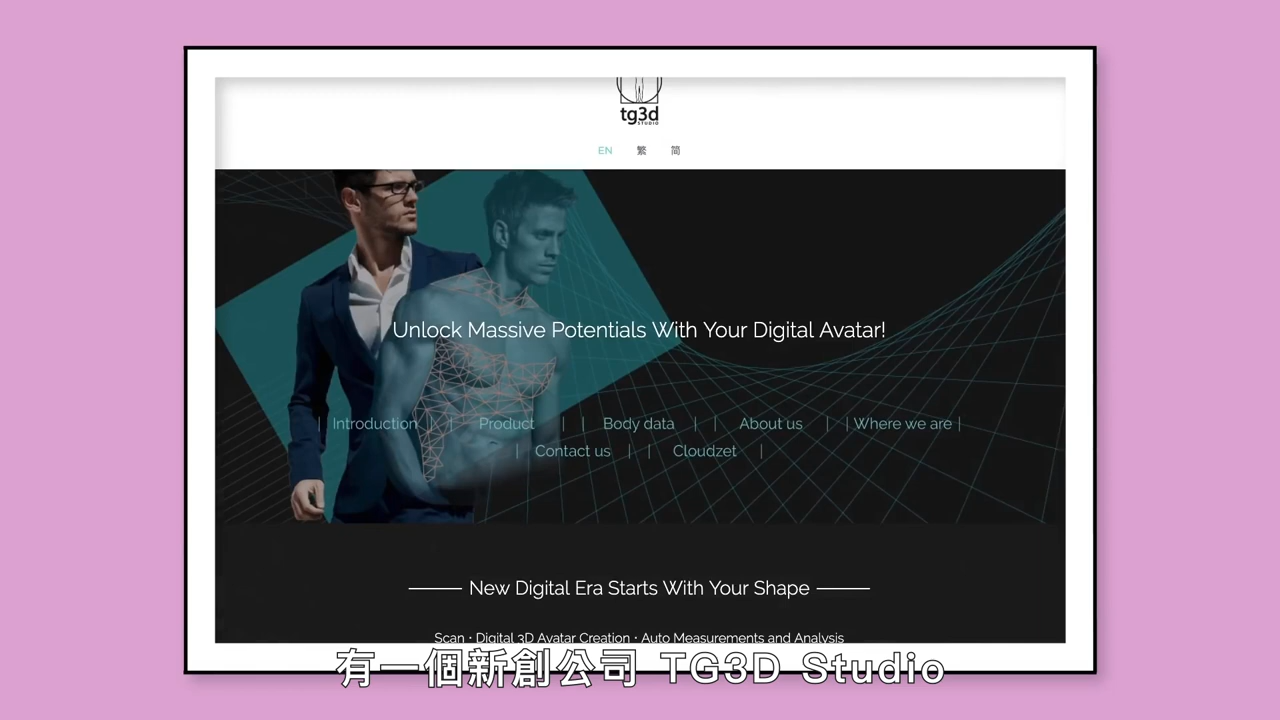 tg3d
STUDIO
EN 繁 简
Unlock Massive Potentials With Your Digital Avatar!
| Introduction | | Product | | Body data | | About us | | Where we are |
| Contact us | | Cloudzet |
New Digital Era Starts With Your Shape
Scan · Digital 3D Avatar Creation · Auto Measurements and Analysis
有一個新創公司 TG3D Studio